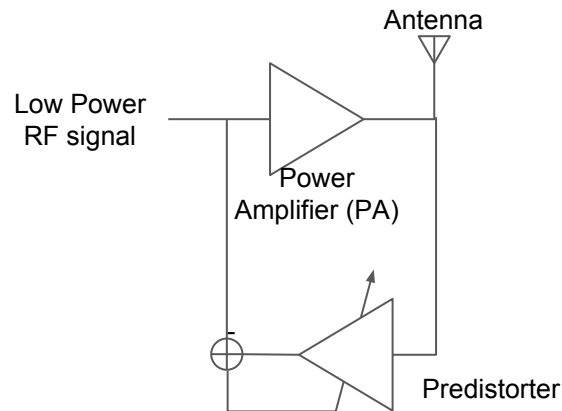 Antenna
Low Power
RF signal
Power
Amplifier (PA)
-
Predistorter